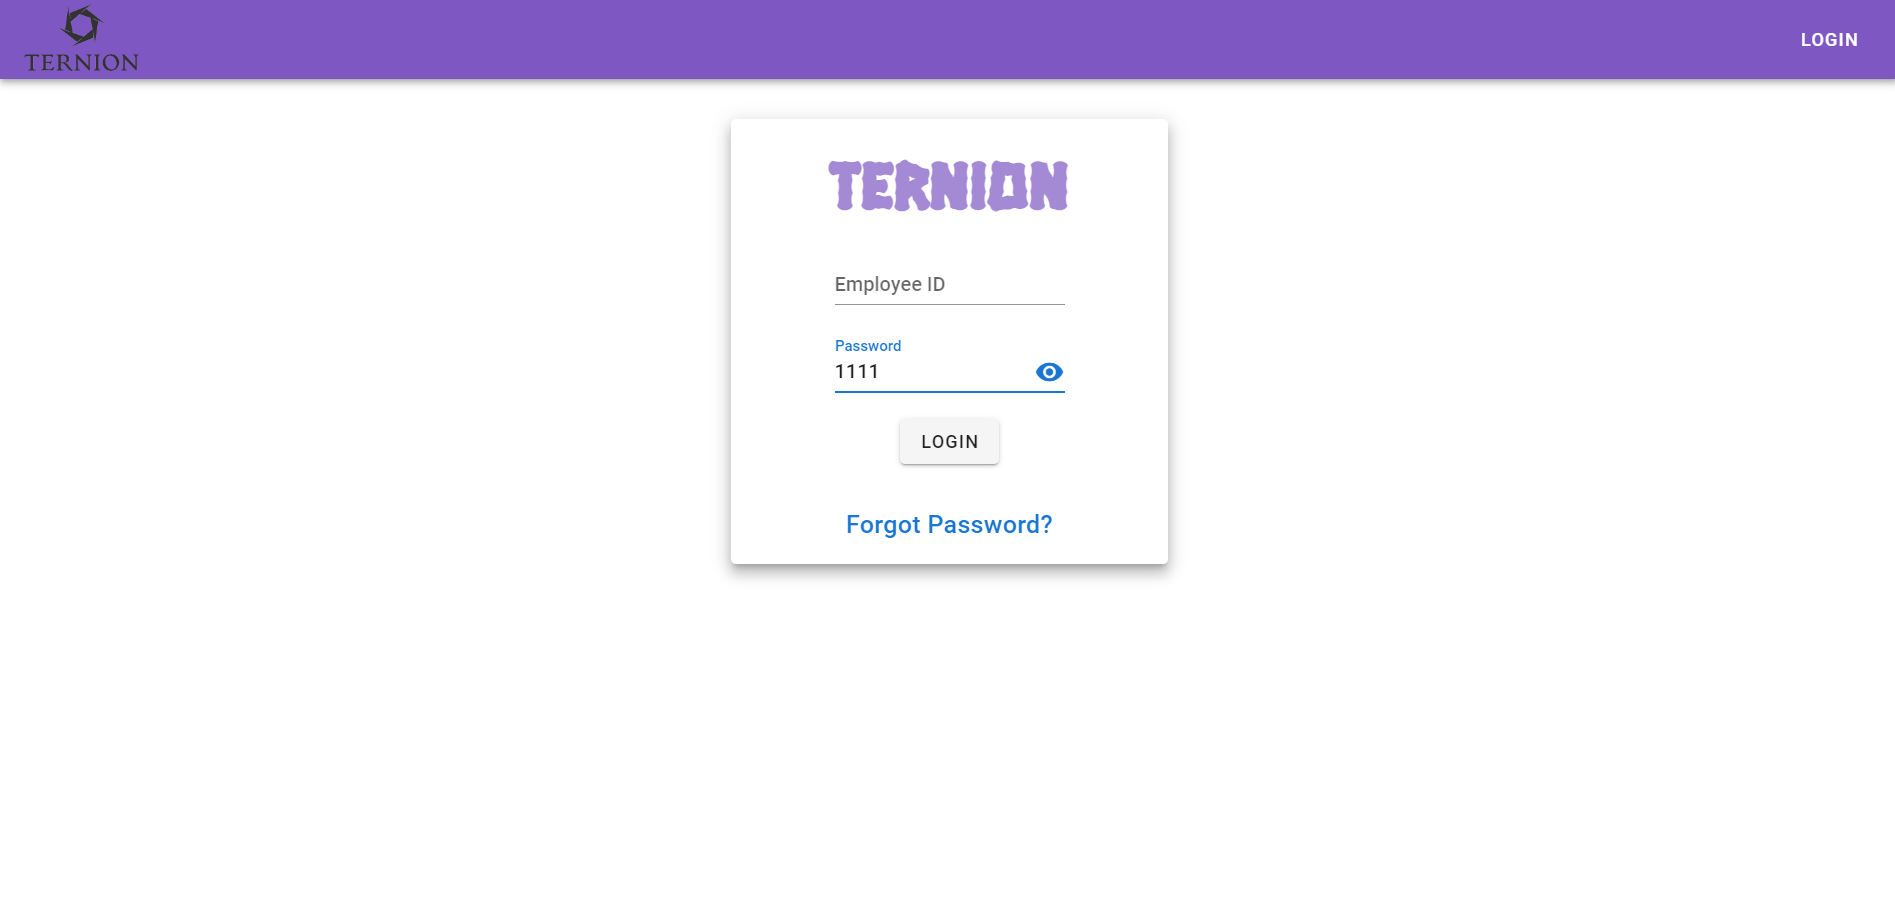 TERNION
LOGIN
TERNION
Employee ID
Password
1111
LOGIN
Forgot Password?